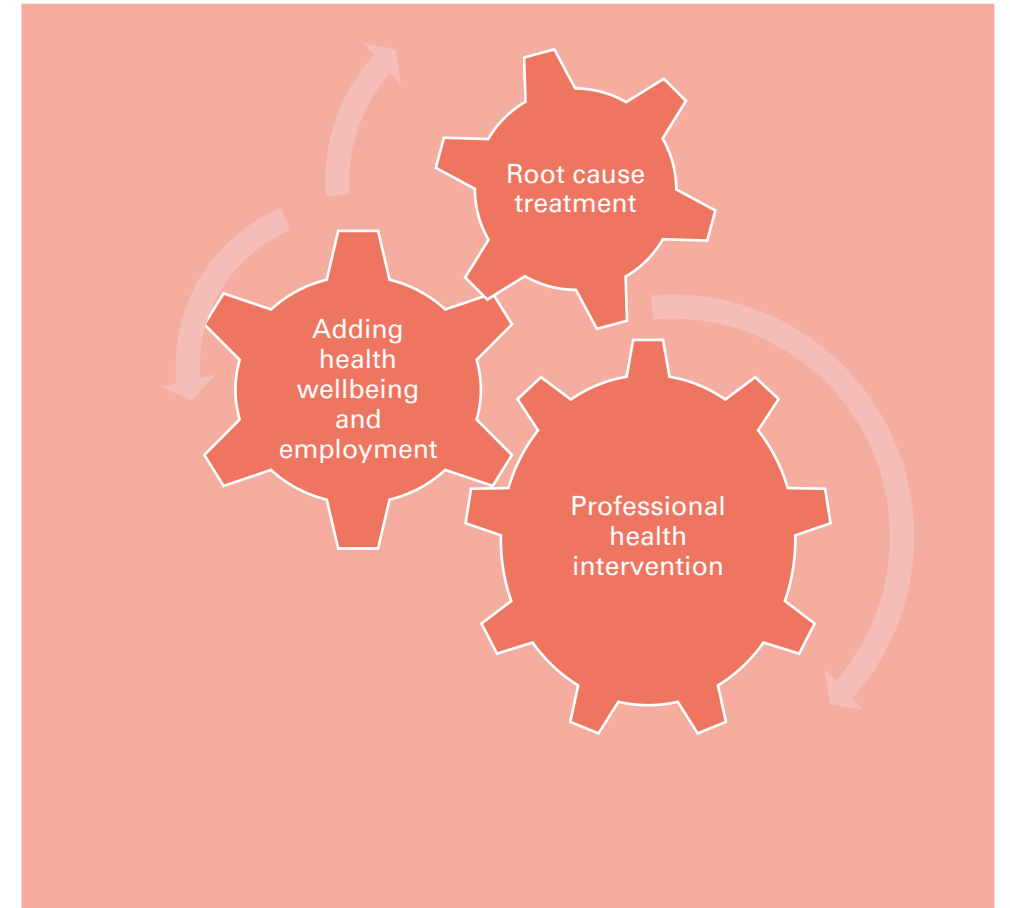 Root cause
treatment
Adding
health
wellbeing
and
employment
Professional
health
intervention